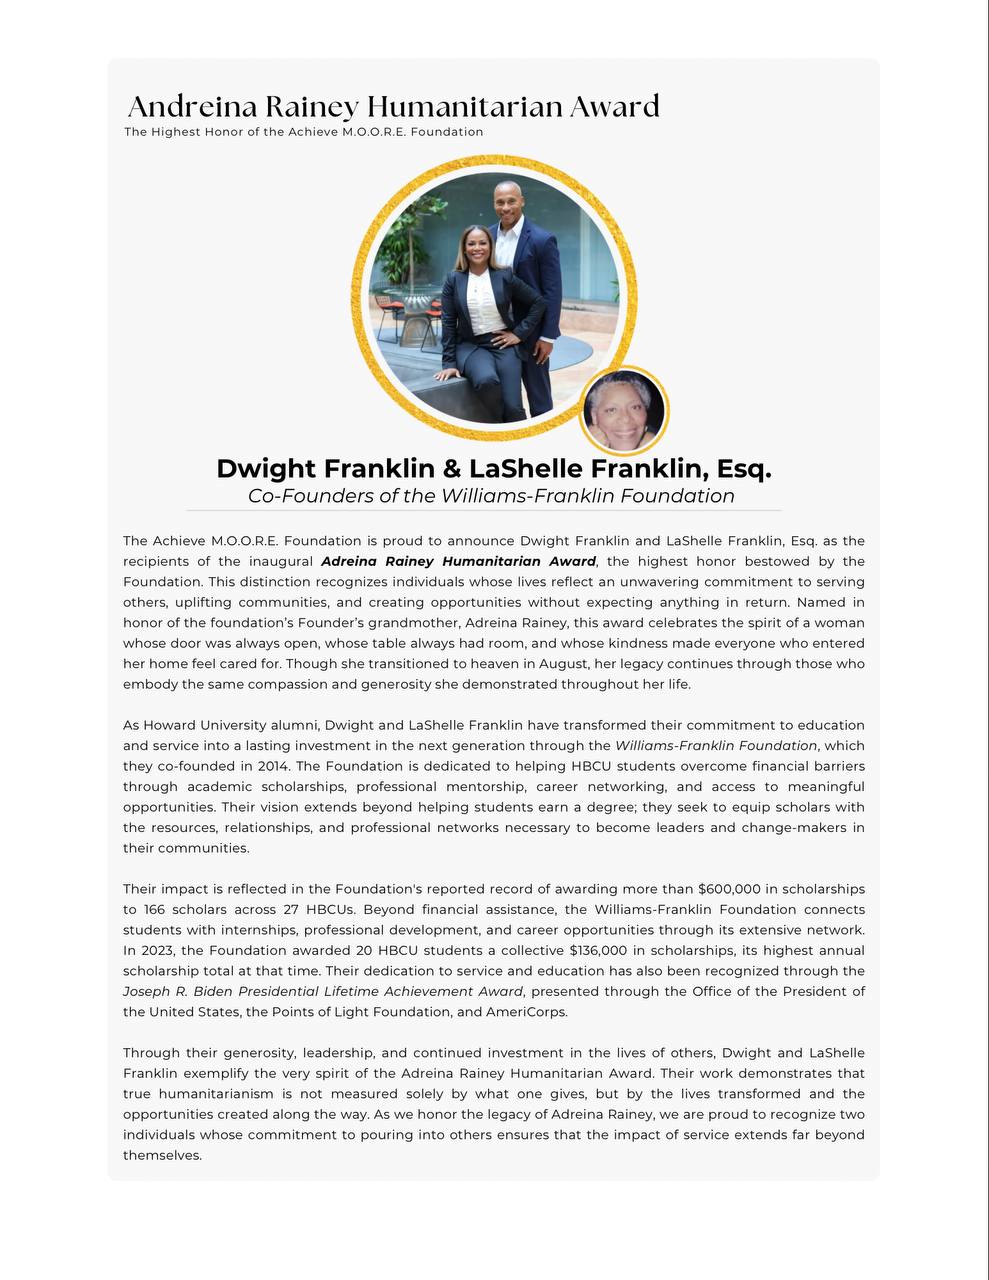 Andreina Rainey Humanitarian Award
The Highest Honor of the Achieve M.O.O.R.E. Foundation
Dwight Franklin & LaShelle Franklin, Esq.
Co-Founders of the Williams-Franklin Foundation
The Achieve M.O.O.R.E. Foundation is proud to announce Dwight Franklin and LaShelle Franklin, Esq. as the
recipients of the inaugural Adreina Rainey Humanitarian Award, the highest honor bestowed by the
Foundation. This distinction recognizes individuals whose lives reflect an unwavering commitment to serving
others, uplifting communities, and creating opportunities without expecting anything in return. Named in
honor of the foundation’s Founder’s grandmother, Adreina Rainey, this award celebrates the spirit of a woman
whose door was always open, whose table always had room, and whose kindness made everyone who entered
her home feel cared for. Though she transitioned to heaven in August, her legacy continues through those who
embody the same compassion and generosity she demonstrated throughout her life.
As Howard University alumni, Dwight and LaShelle Franklin have transformed their commitment to education
and service into a lasting investment in the next generation through the Williams-Franklin Foundation, which
they co-founded in 2014. The Foundation is dedicated to helping HBCU students overcome financial barriers
through academic scholarships, professional mentorship, career networking, and access to meaningful
opportunities. Their vision extends beyond helping students earn a degree; they seek to equip scholars with
the resources, relationships, and professional networks necessary to become leaders and change-makers in
their communities.
Their impact is reflected in the Foundation's reported record of awarding more than $600,000 in scholarships
to 166 scholars across 27 HBCUs. Beyond financial assistance, the Williams-Franklin Foundation connects
students with internships, professional development, and career opportunities through its extensive network.
In 2023, the Foundation awarded 20 HBCU students a collective $136,000 in scholarships, its highest annual
scholarship total at that time. Their dedication to service and education has also been recognized through the
Joseph R. Biden Presidential Lifetime Achievement Award, presented through the Office of the President of
the United States, the Points of Light Foundation, and AmeriCorps.
Through their generosity, leadership, and continued investment in the lives of others, Dwight and LaShelle
Franklin exemplify the very spirit of the Adreina Rainey Humanitarian Award. Their work demonstrates that
true humanitarianism is not measured solely by what one gives, but by the lives transformed and the
opportunities created along the way. As we honor the legacy of Adreina Rainey, we are proud to recognize two
individuals whose commitment to pouring into others ensures that the impact of service extends far beyond
themselves.